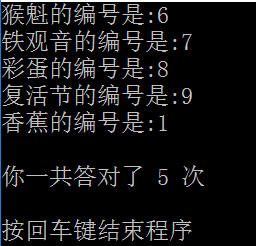 猴魁的编号是:6
铁观音的编号是:7
彩蛋的编号是:8
复活节的编号是:9
香蕉的编号是:1
你一共答对了 5 次
按回车键结束程序